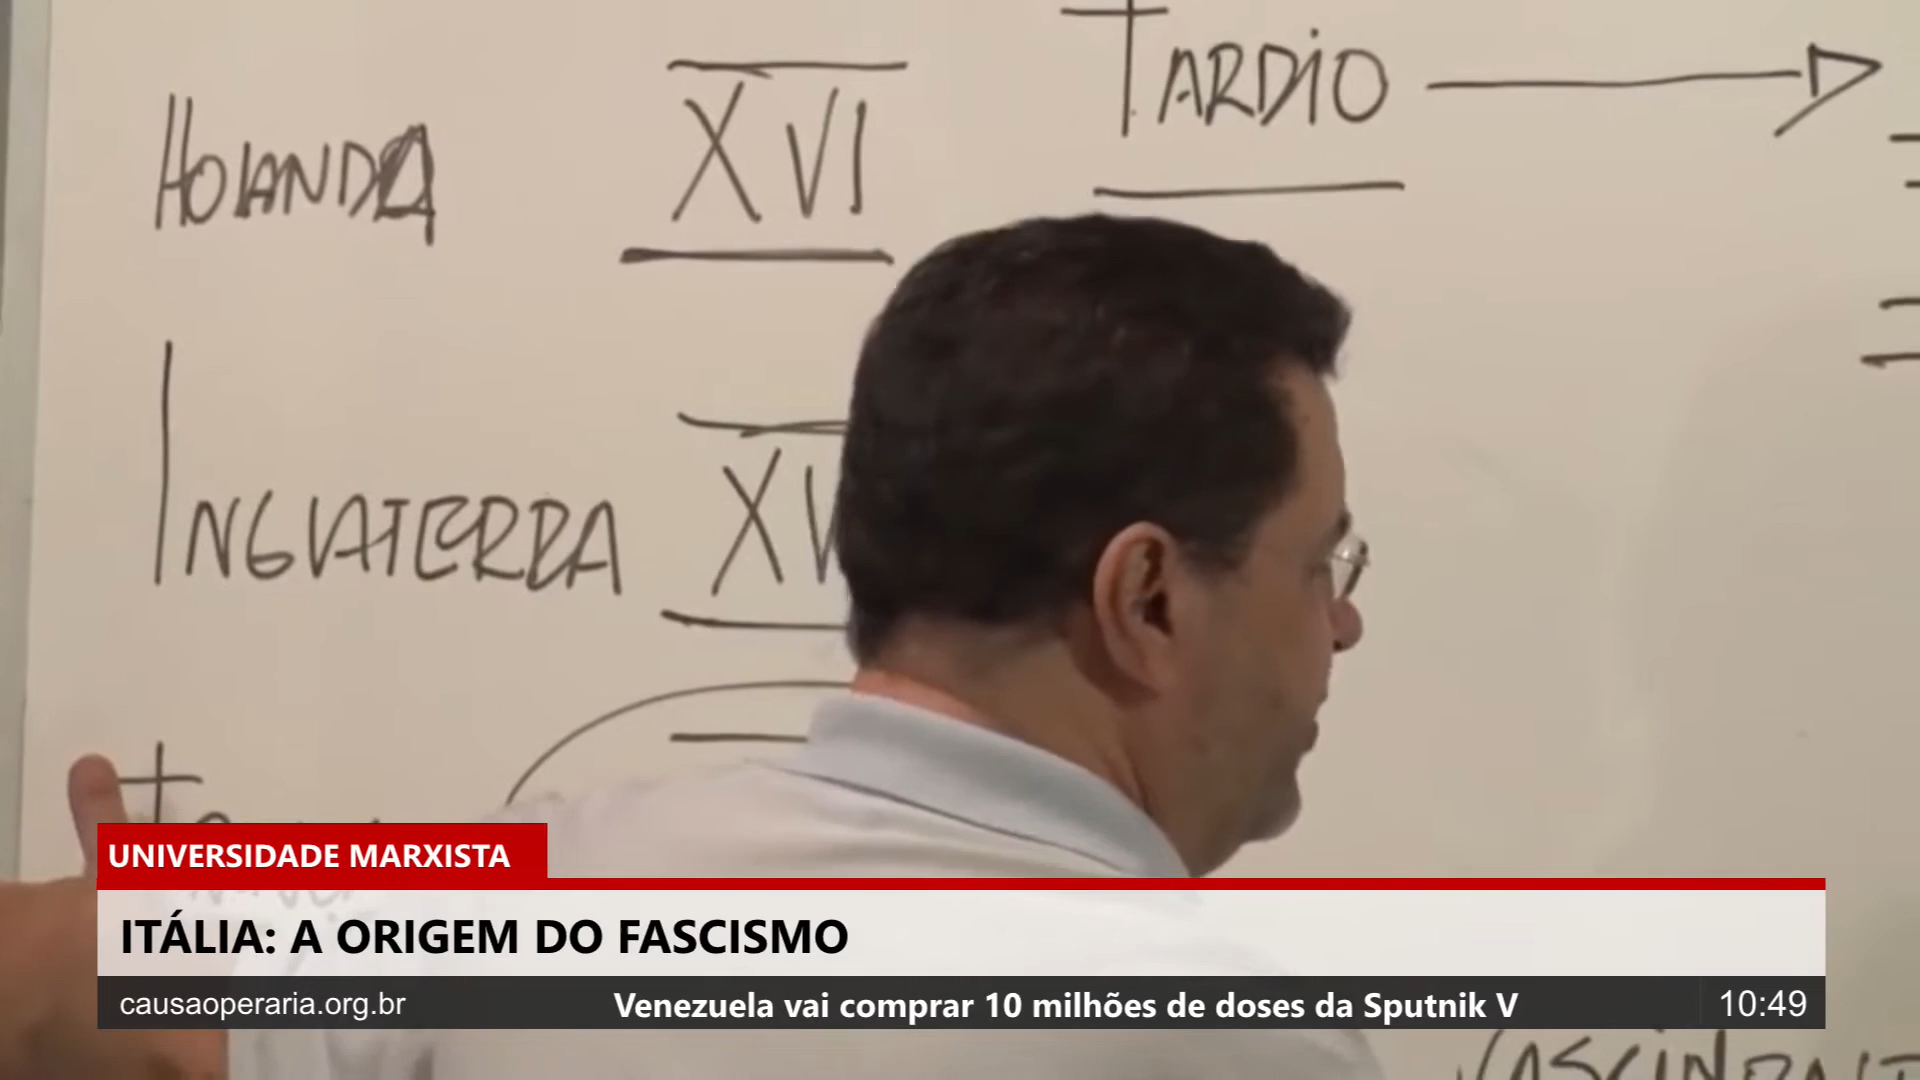 TARDIO
HOLANDA XVI
INGLATERRA XV
UNIVERSIDADE MARXISTA
ITÁLIA: A ORIGEM DO FASCISMO
causaoperaria.org.br Venezuela vai comprar 10 milhões de doses da Sputnik V 10:49